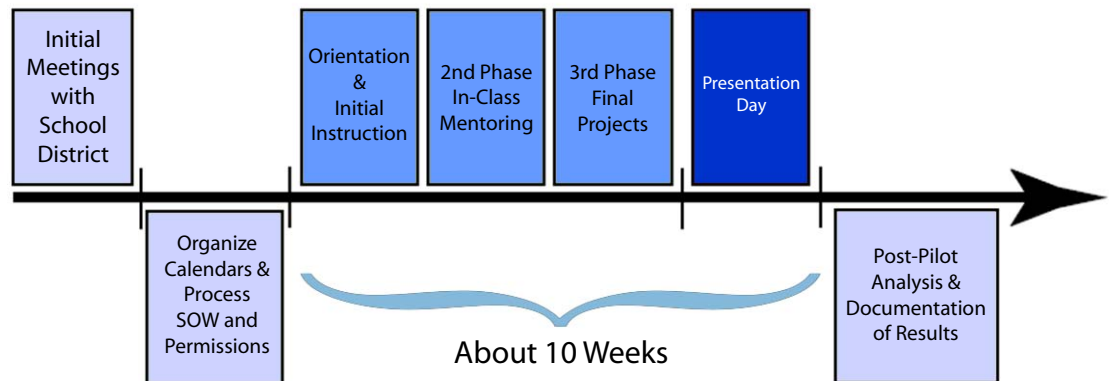 Initial
Meetings
with
School
District
Organize
Calendars &
Process
SOW and
Permissions
Orientation
&
Initial
Instruction
2nd Phase
In-Class
Mentoring
3rd Phase
Final
Projects
Presentation
Day
About 10 Weeks
Post-Pilot
Analysis &
Documentation
of Results